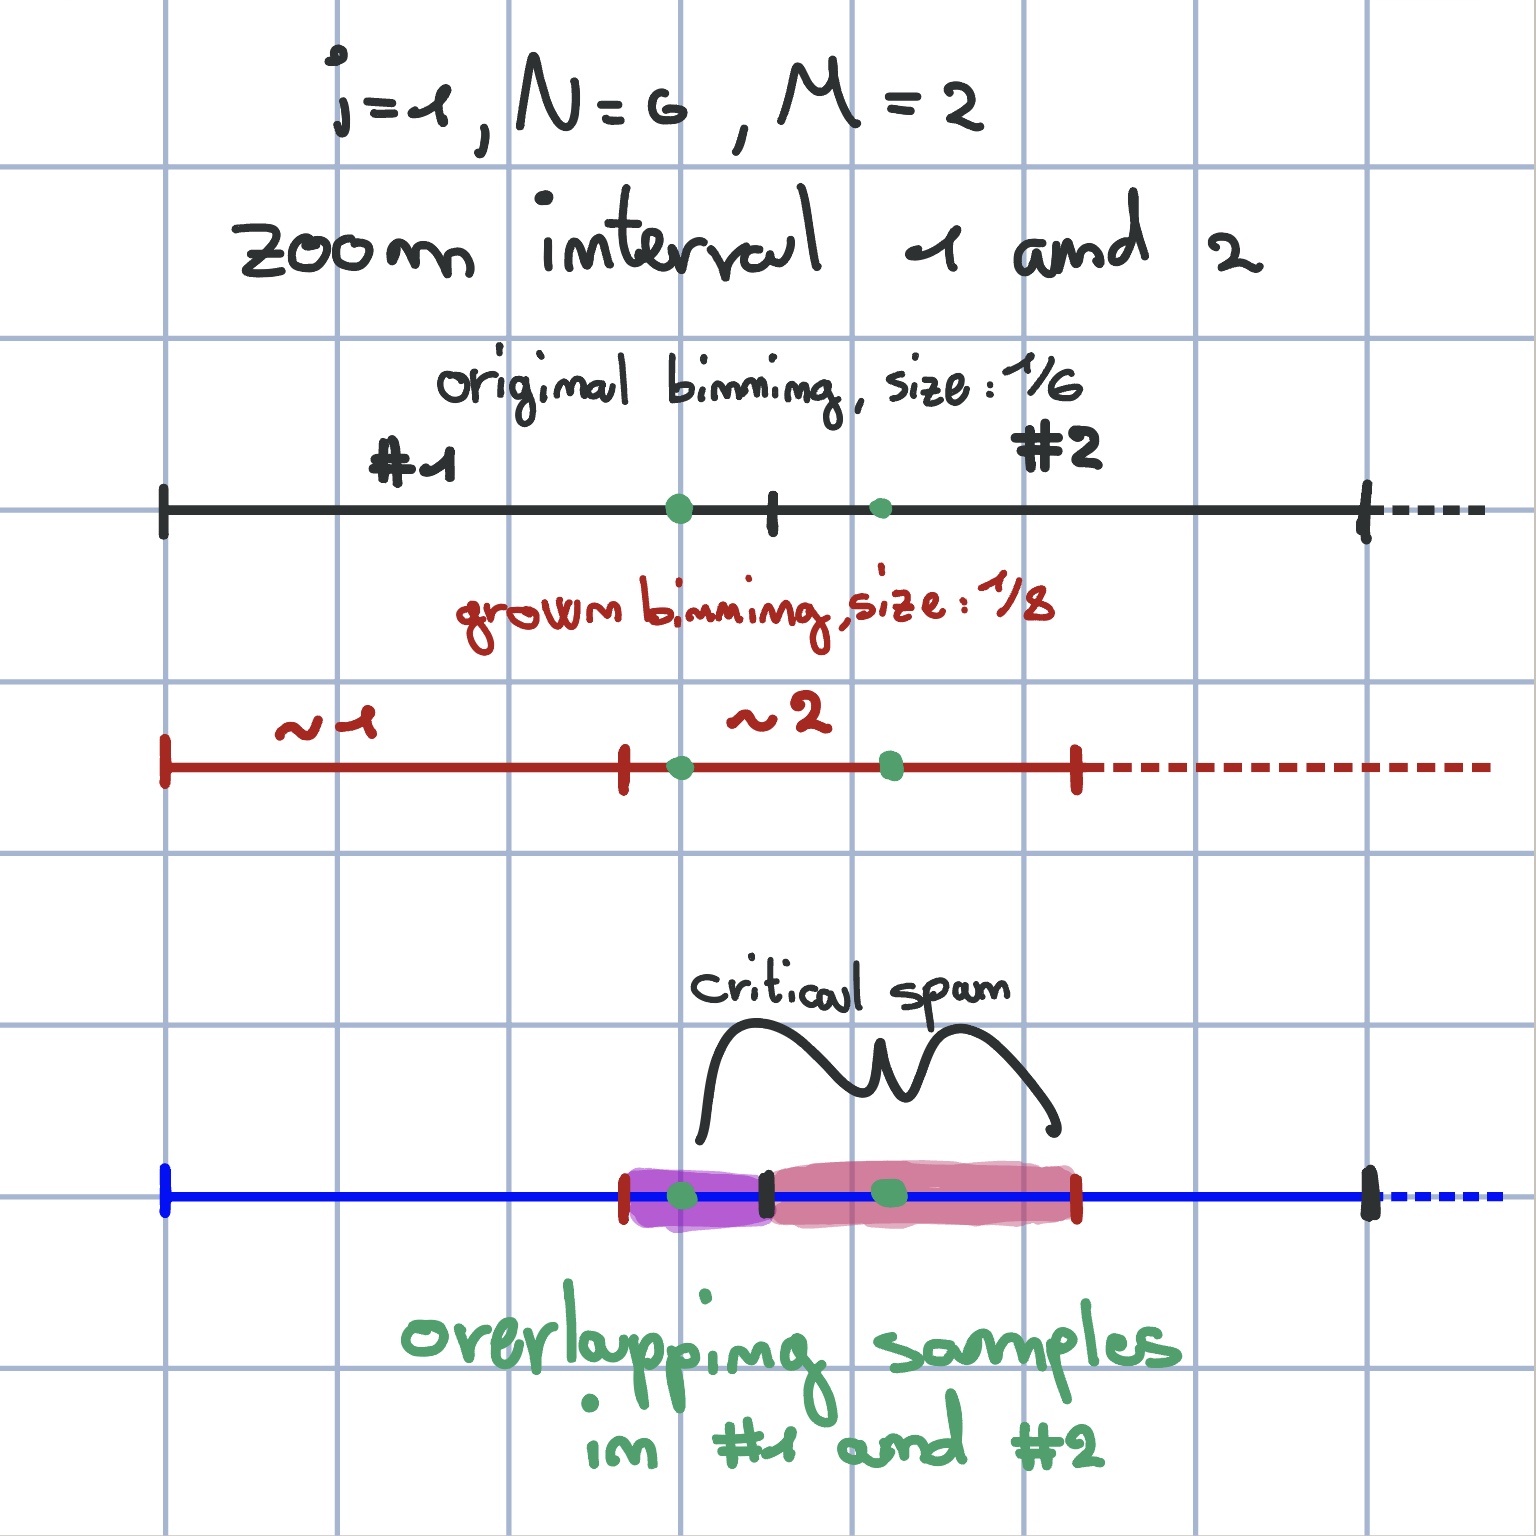 j=1, N=6, M=2
zoom interval 1 and 2
original binning, size: 1/6
#1 #2
grown binning, size: 1/8
~1 ~2
critical span
overlapping samples
in #1 and #2